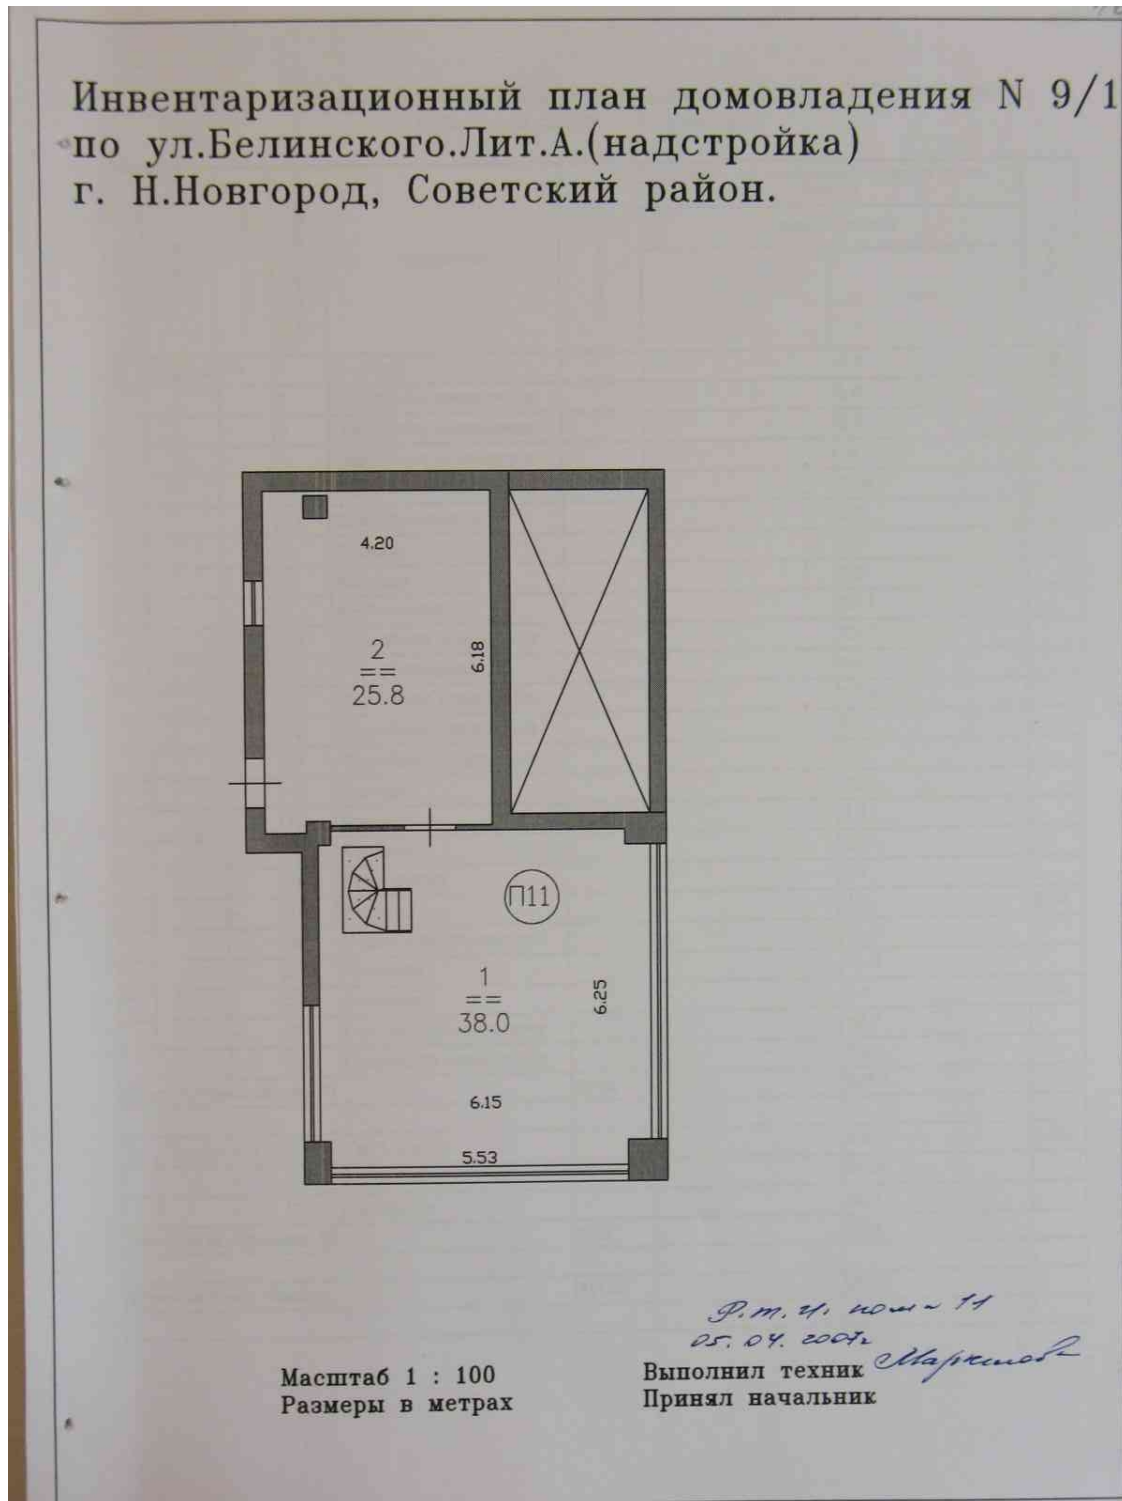 Инвентаризационный план домовладения N 9/1
по ул.Белинского.Лит.А.(надстройка)
г. Н.Новгород, Советский район.
4.20
2
==
25.8
6.18
П11
1
==
38.0
6.25
6.15
5.53
05. 04. 2007г
Масштаб 1 : 100
Размеры в метрах
Выполнил техник
Принял начальник